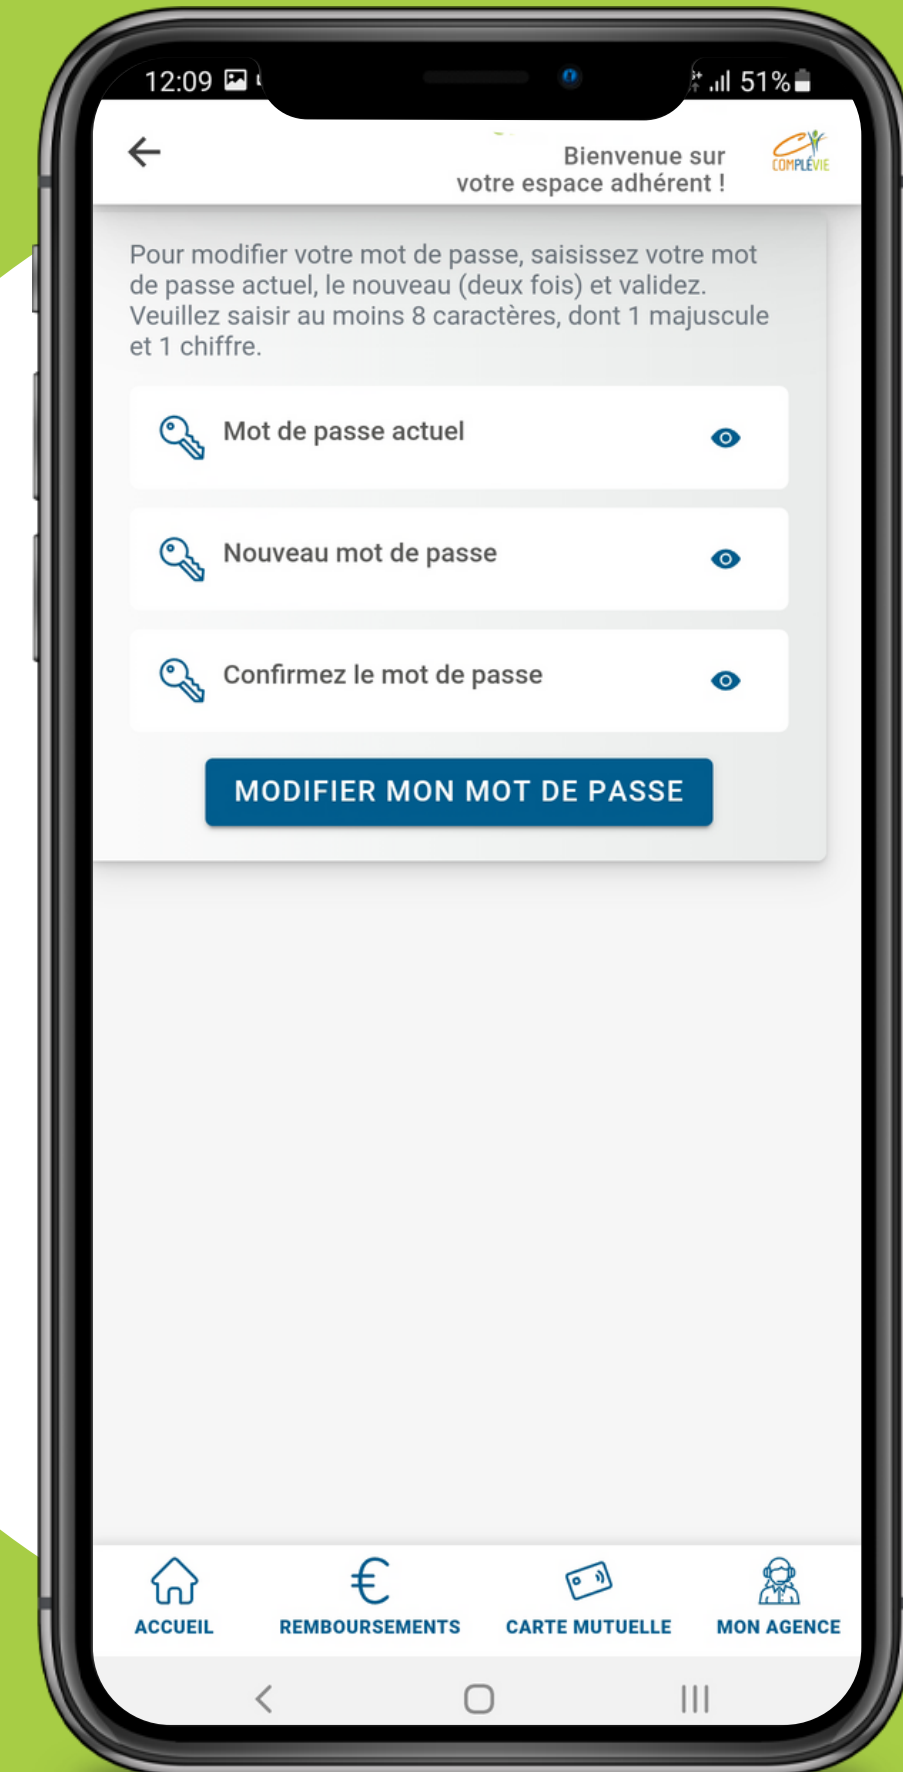 12:09
51%
Bienvenue sur
votre espace adhérent !
COMPLÉVIE
Pour modifier votre mot de passe, saisissez votre mot
de passe actuel, le nouveau (deux fois) et validez.
Veuillez saisir au moins 8 caractères, dont 1 majuscule
et 1 chiffre.
Mot de passe actuel
Nouveau mot de passe
Confirmez le mot de passe
MODIFIER MON MOT DE PASSE
ACCUEIL REMBOURSEMENTS CARTE MUTUELLE MON AGENCE